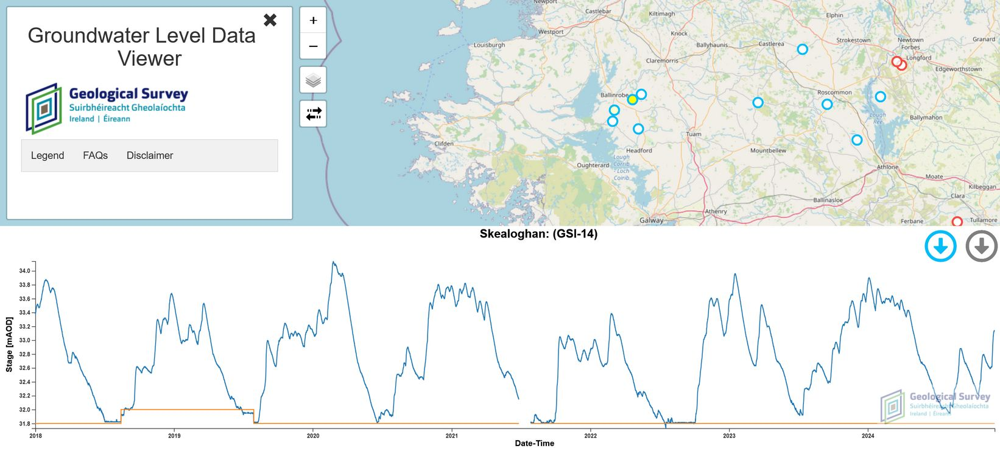 Groundwater Level Data
Viewer
Geological Survey
Suirbhéireacht Gheolaíochta
Ireland | Éireann
Legend FAQs Disclaimer
+
−
Newport
Castlebar
Kiltimagh
Elphin
Westport
Knock
Strokestown
Newtown
Forbes
Granard
Louisburgh
Ballyhaunis
Castlerea
Claremorris
Longford
Edgeworthstown
Ballinrobe
Roscommon
Lough
Ree
Ballymahon
Clifden
Tuam
Headford
Mountbellew
Lough
Corrib
- Loch
Coirib
Oughterard
Athlone
Moate
Kilbeggan
Clara
Ballinasloe
Athenry
Galway
Ferbane
Tullamore
Skealoghan: (GSI-14)
Stage [mAOD]
34.0
33.8
33.6
33.4
33.2
33.0
32.8
32.6
32.4
32.2
32.0
31.8
Geological Survey
Suirbhéireacht Gheolaíochta
Ireland | Éireann
2018 2019 2020 2021 2022 2023 2024
Date-Time